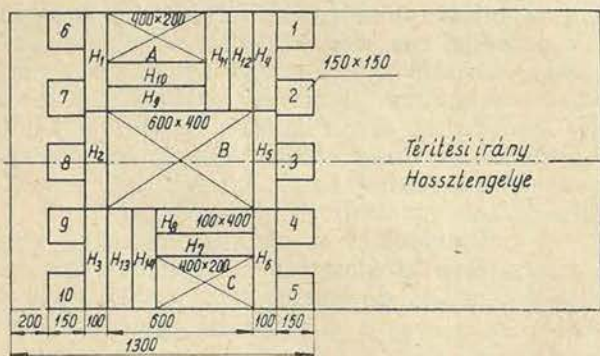 6
H1
400×200
A
H10
H9
H11
H12
H4
1
7
2
150×150
600×400
B
8
H2
H5
3
Térítési irány
Hossztengelye
9
H8
100×400
H7
4
400×200
C
H3
H13
H14
H6
10
5
200
150
100
600
100
150
1300